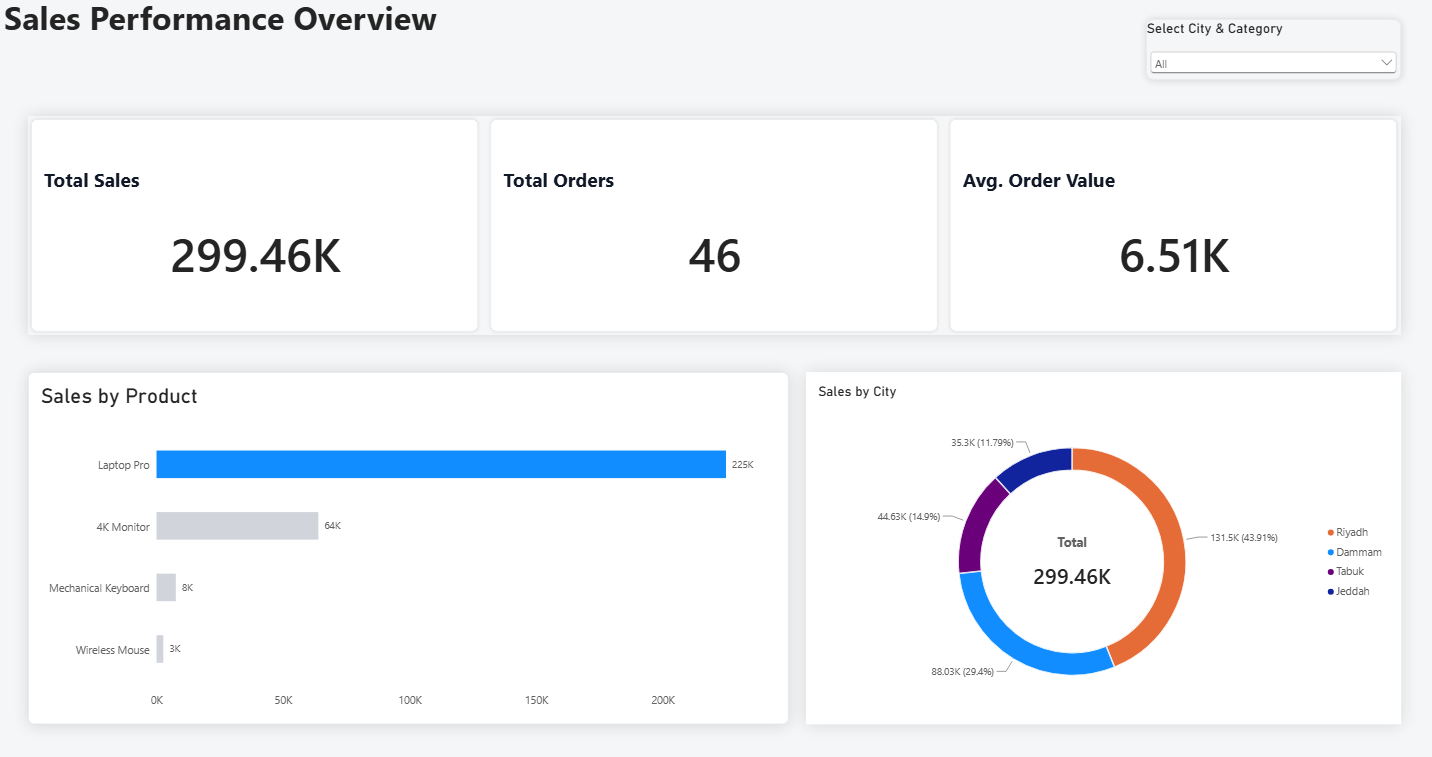 Sales Performance Overview
Select City & Category
All
Total Sales
299.46K
Total Orders
46
Avg. Order Value
6.51K
Sales by Product
Laptop Pro
225K
4K Monitor
64K
Mechanical Keyboard
8K
Wireless Mouse
3K
0K 50K 100K 150K 200K
Sales by City
35.3K (11.79%)
44.63K (14.9%)
131.5K (43.91%)
88.03K (29.4%)
Total
299.46K
Riyadh
Dammam
Tabuk
Jeddah